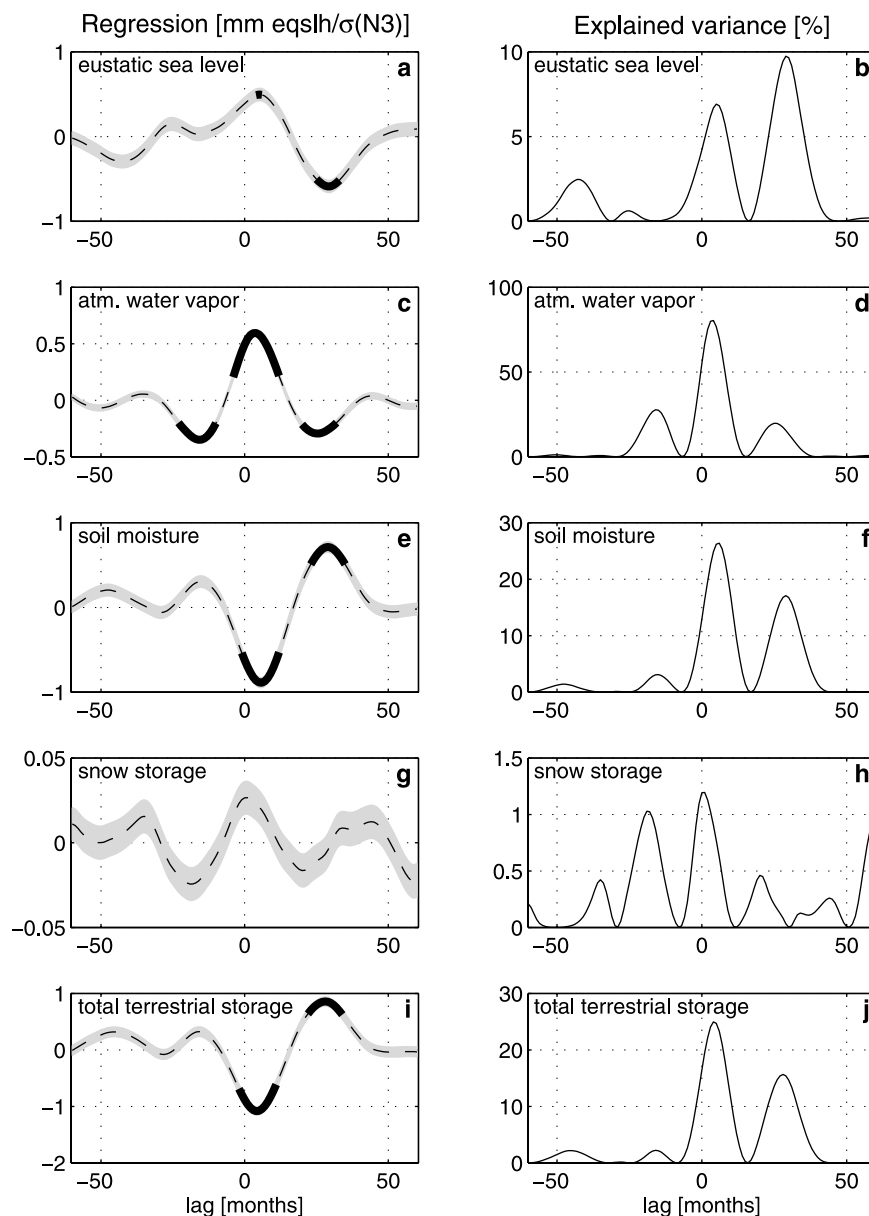 Regression [mm eqslh/σ(N3)] Explained variance [%]
1 eustatic sea level a 10 eustatic sea level b
0 5
−1 0
−50 0 50 −50 0 50
1 atm. water vapor c 100 atm. water vapor d
0.5
50
0
−0.5 0
−50 0 50 −50 0 50
1 soil moisture e 30 soil moisture f
20
0
10
−1 0
−50 0 50 −50 0 50
0.05 snow storage g 1.5 snow storage h
1
0
0.5
−0.05 0
−50 0 50 −50 0 50
1 total terrestrial storage i 30 total terrestrial storage j
0 20
−1 10
−2 0
−50 0 50 −50 0 50
lag [months] lag [months]